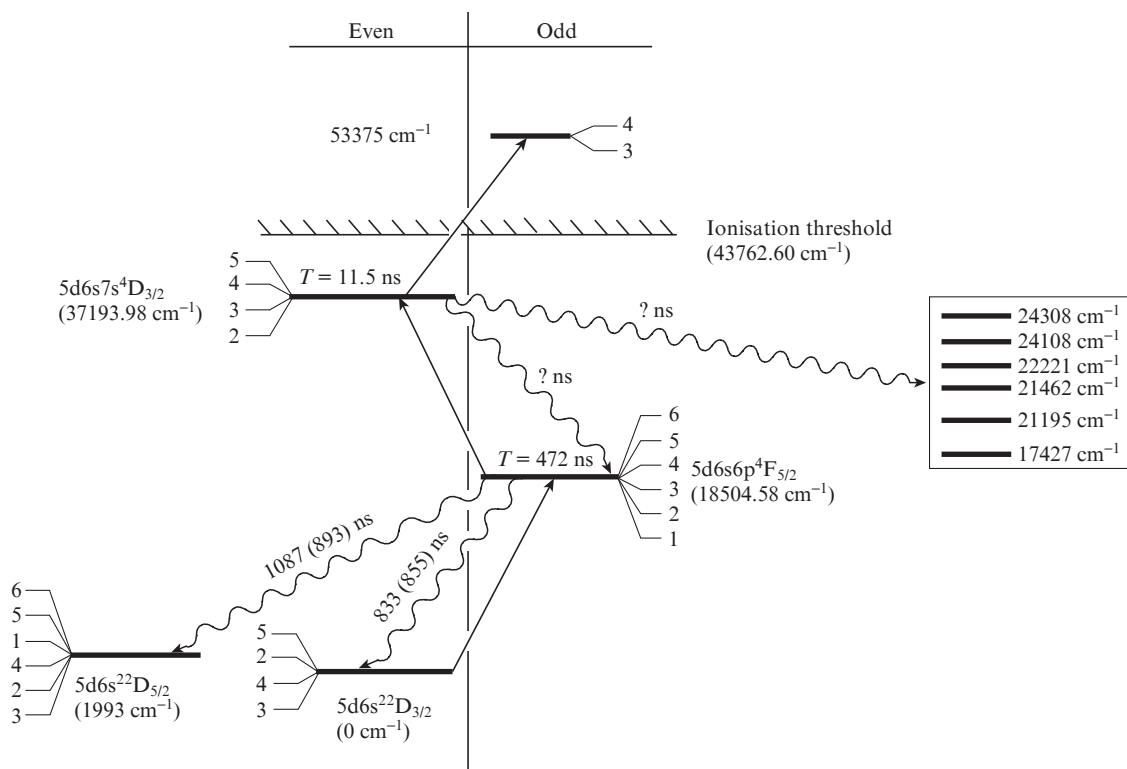 Even
Odd
53375 cm⁻¹
4
3
Ionisation threshold
(43762.60 cm⁻¹)
5d6s7s⁴D₃/₂
(37193.98 cm⁻¹)
5
4
3
2
T = 11.5 ns
? ns
? ns
24308 cm⁻¹
24108 cm⁻¹
22221 cm⁻¹
21462 cm⁻¹
21195 cm⁻¹
17427 cm⁻¹
T = 472 ns
6
5
4
3
2
1
5d6s6p⁴F₅/₂
(18504.58 cm⁻¹)
1087 (893) ns
833 (855) ns
6
5
1
4
2
3
5d6s²²D₅/₂
(1993 cm⁻¹)
5
2
4
3
5d6s²²D₃/₂
(0 cm⁻¹)